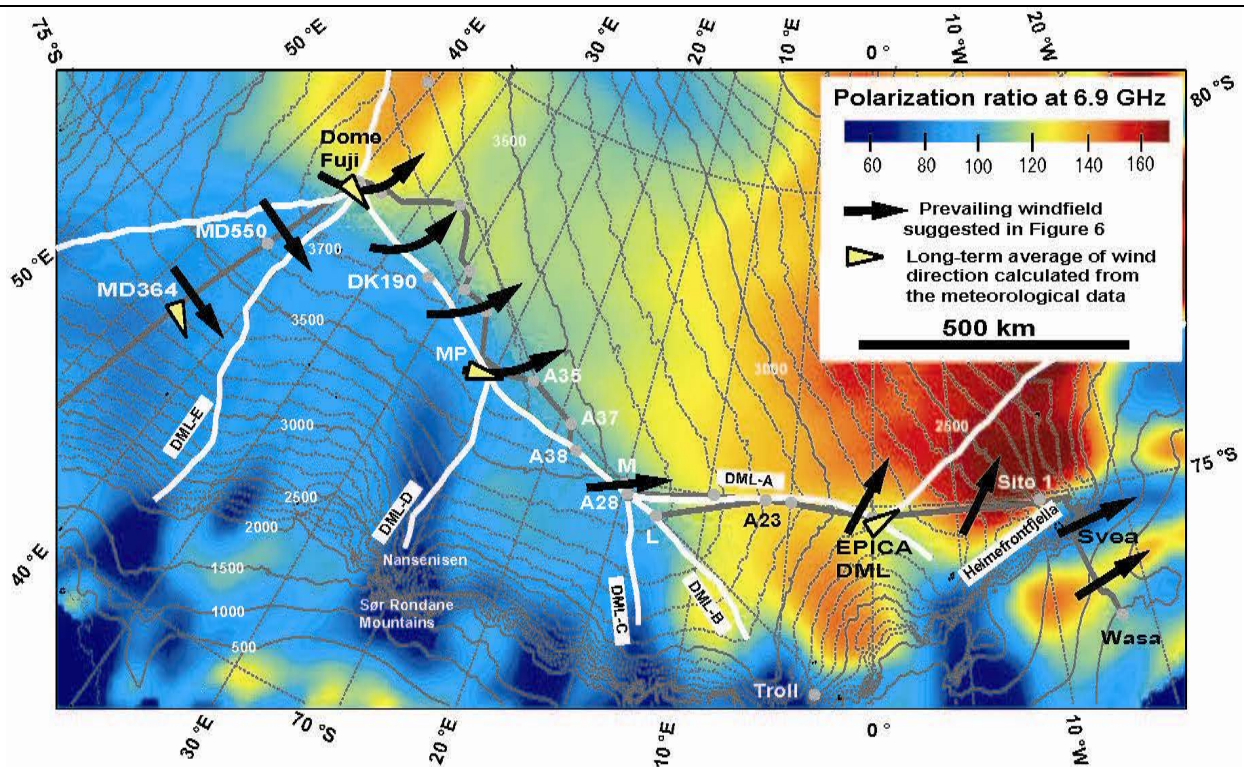 75 °S
50 °E
40 °E
30 °E
20 °E
10 °E
0 °
10 °W
20 °W
80 °S
Polarization ratio at 6.9 GHz
60 80 100 120 140 160
Prevailing windfield
suggested in Figure 6
Long-term average of wind
direction calculated from
the meteorological data
500 km
Dome
Fuji
3500
MD550
3700
50 °E
DK190
MD364
3500
MP
A35
3000
A37
2500
DML-E
3000
A38
M
DML-A
Site 1
75 °S
2500
A28
A23
2000
DML-D
L
EPICA
DML
Heimefrontfjella
Svea
Nansenisen
40 °E
1500
DML-C
DML-B
Sør Rondane
Mountains
1000
Wasa
500
Troll
30 °E
70 °S
20 °E
10 °E
0 °
10 °W